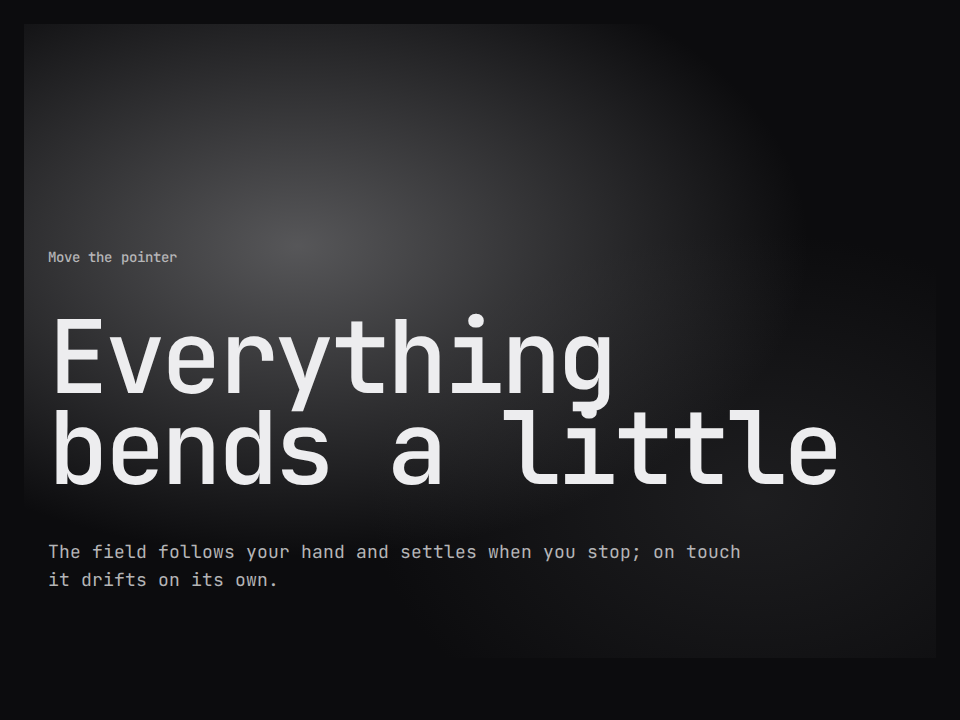 Move the pointer
Everything
bends a little
The field follows your hand and settles when you stop; on touch
it drifts on its own.